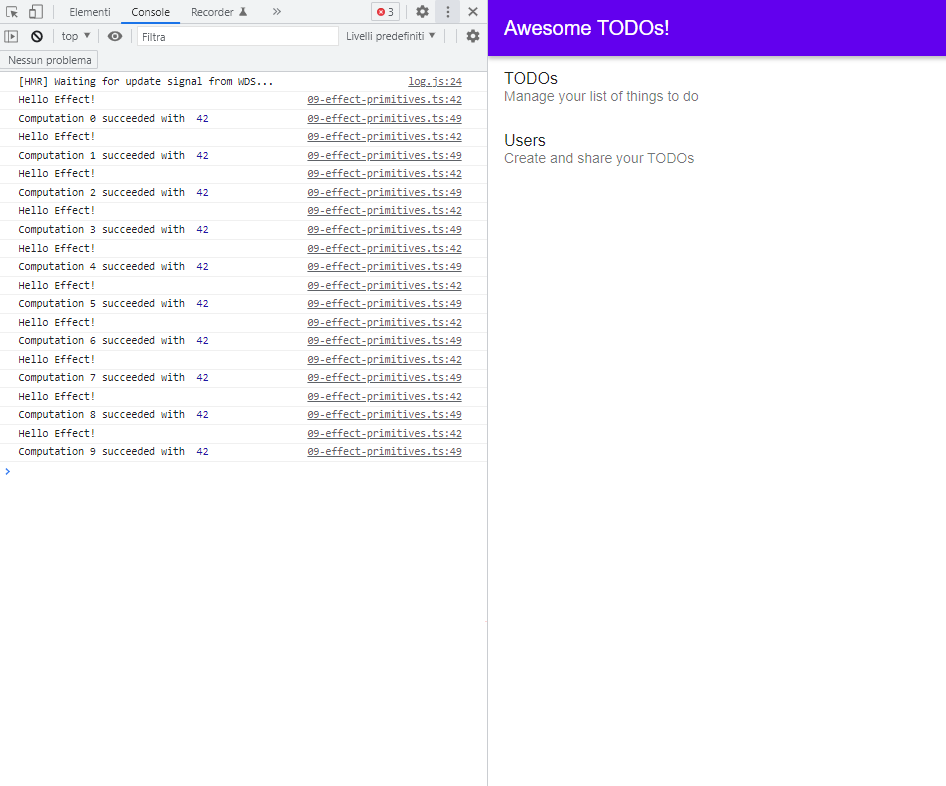 Elementi Console Recorder 3
top Filtra Livelli predefiniti
Nessun problema
[HMR] Waiting for update signal from WDS... log.js:24
Hello Effect! 09-effect-primitives.ts:42
Computation 0 succeeded with 42 09-effect-primitives.ts:49
Hello Effect! 09-effect-primitives.ts:42
Computation 1 succeeded with 42 09-effect-primitives.ts:49
Hello Effect! 09-effect-primitives.ts:42
Computation 2 succeeded with 42 09-effect-primitives.ts:49
Hello Effect! 09-effect-primitives.ts:42
Computation 3 succeeded with 42 09-effect-primitives.ts:49
Hello Effect! 09-effect-primitives.ts:42
Computation 4 succeeded with 42 09-effect-primitives.ts:49
Hello Effect! 09-effect-primitives.ts:42
Computation 5 succeeded with 42 09-effect-primitives.ts:49
Hello Effect! 09-effect-primitives.ts:42
Computation 6 succeeded with 42 09-effect-primitives.ts:49
Hello Effect! 09-effect-primitives.ts:42
Computation 7 succeeded with 42 09-effect-primitives.ts:49
Hello Effect! 09-effect-primitives.ts:42
Computation 8 succeeded with 42 09-effect-primitives.ts:49
Hello Effect! 09-effect-primitives.ts:42
Computation 9 succeeded with 42 09-effect-primitives.ts:49
Awesome TODOs!
TODOs
Manage your list of things to do
Users
Create and share your TODOs